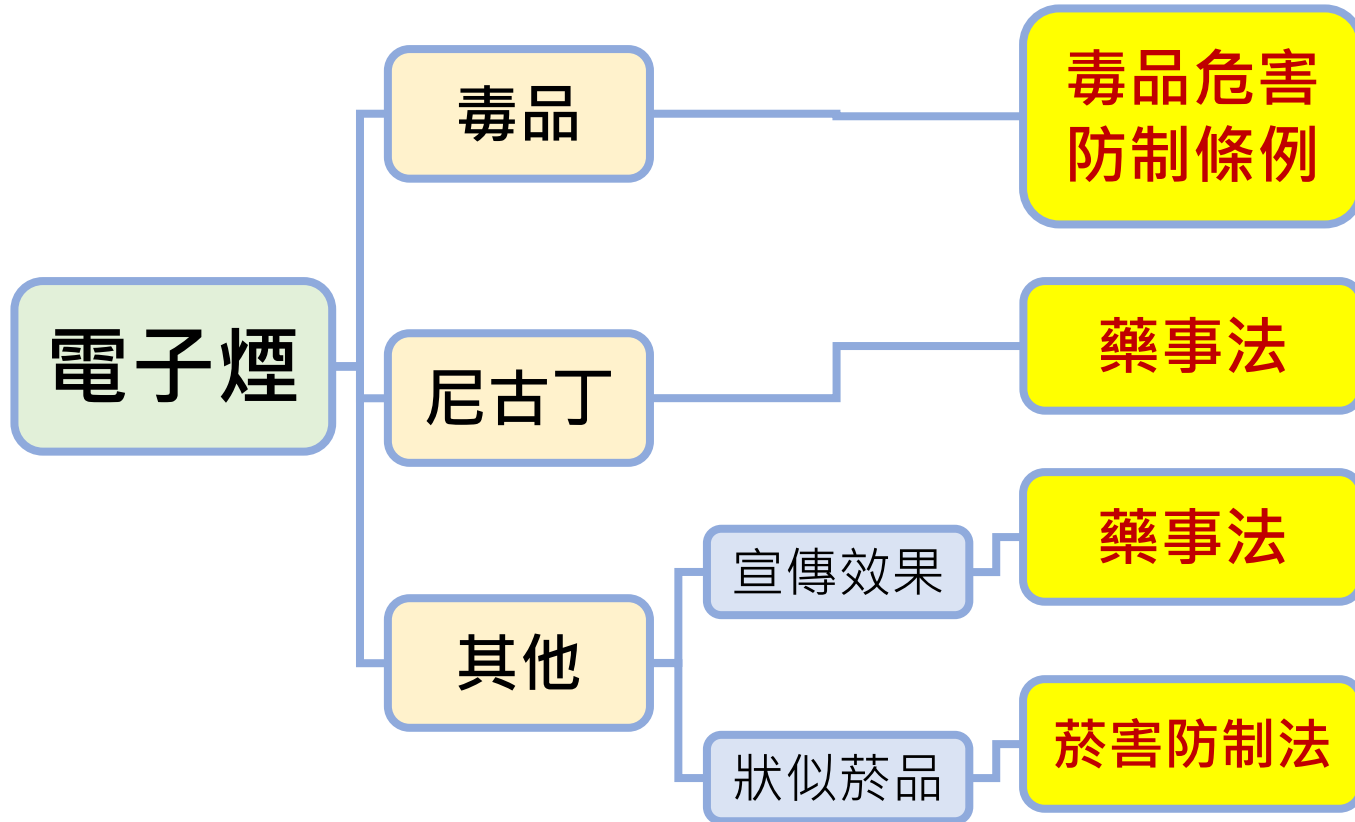 電子煙
毒品
毒品危害
防制條例
尼古丁
藥事法
其他
宣傳效果
藥事法
狀似菸品
菸害防制法